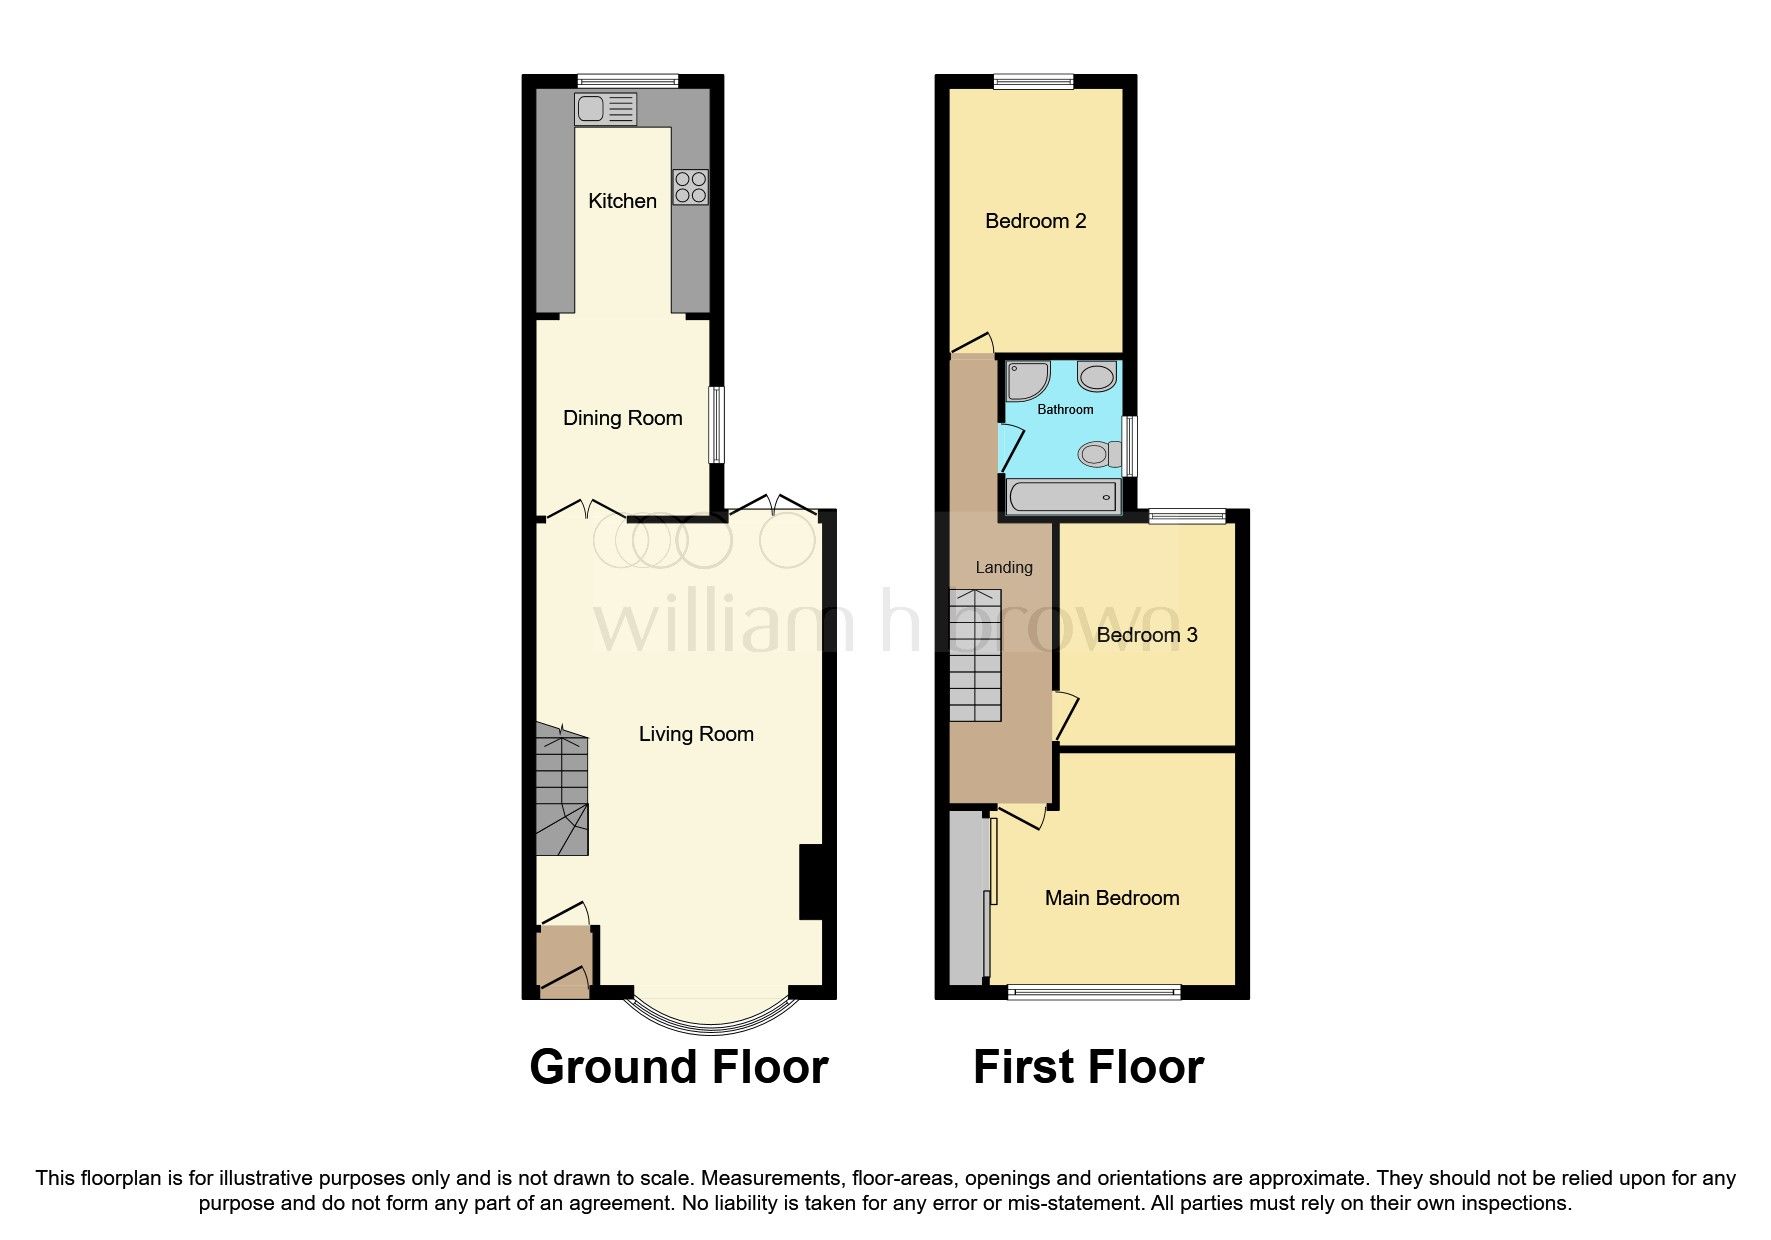 Kitchen
Dining Room
Living Room
Bedroom 2
Bathroom
Landing
Bedroom 3
Main Bedroom
william h brown
Ground Floor
First Floor
This floorplan is for illustrative purposes only and is not drawn to scale. Measurements, floor-areas, openings and orientations are approximate. They should not be relied upon for any
purpose and do not form any part of an agreement. No liability is taken for any error or mis-statement. All parties must rely on their own inspections.